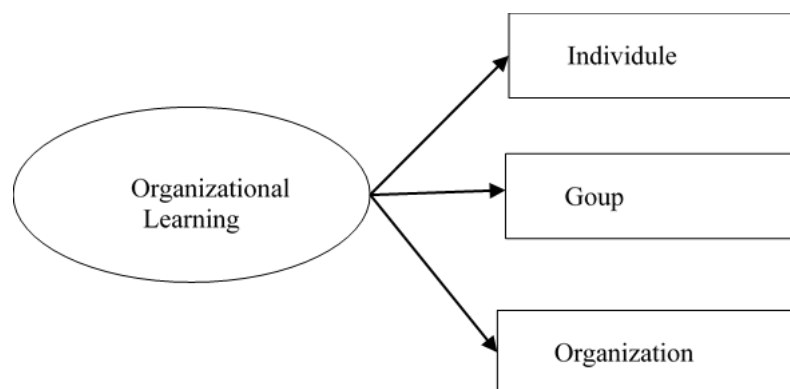 Individule
Organizational
Learning
Goup
Organization